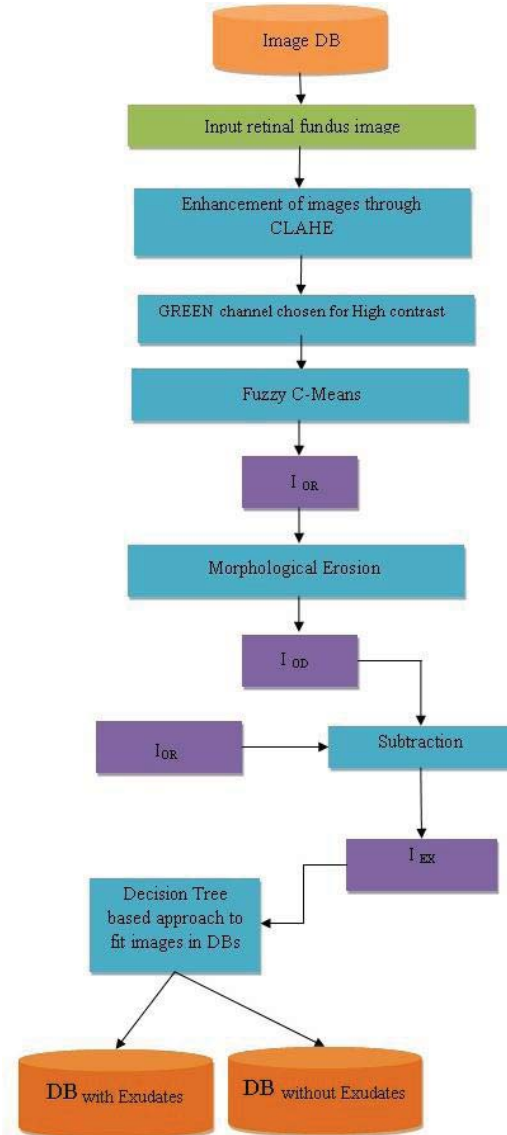 Image DB
Input retinal fundus image
Enhancement of images through
CLAHE
GREEN channel chosen for High contrast
Fuzzy C-Means
I OR
Morphological Erosion
I OD
IOR
Subtraction
I EX
Decision Tree
based approach to
fit images in DBs
DB with Exudates
DB without Exudates